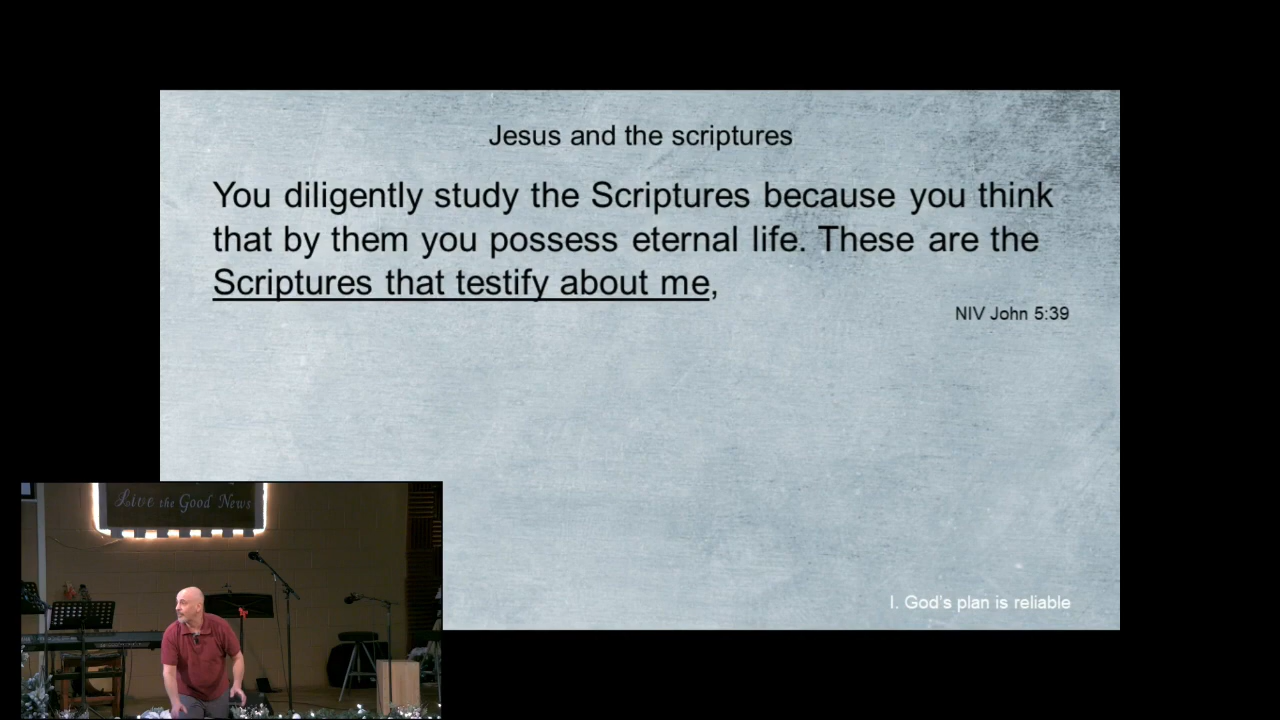 Jesus and the scriptures
You diligently study the Scriptures because you think
that by them you possess eternal life. These are the
Scriptures that testify about me,
NIV John 5:39
I. God's plan is reliable
Live the Good News